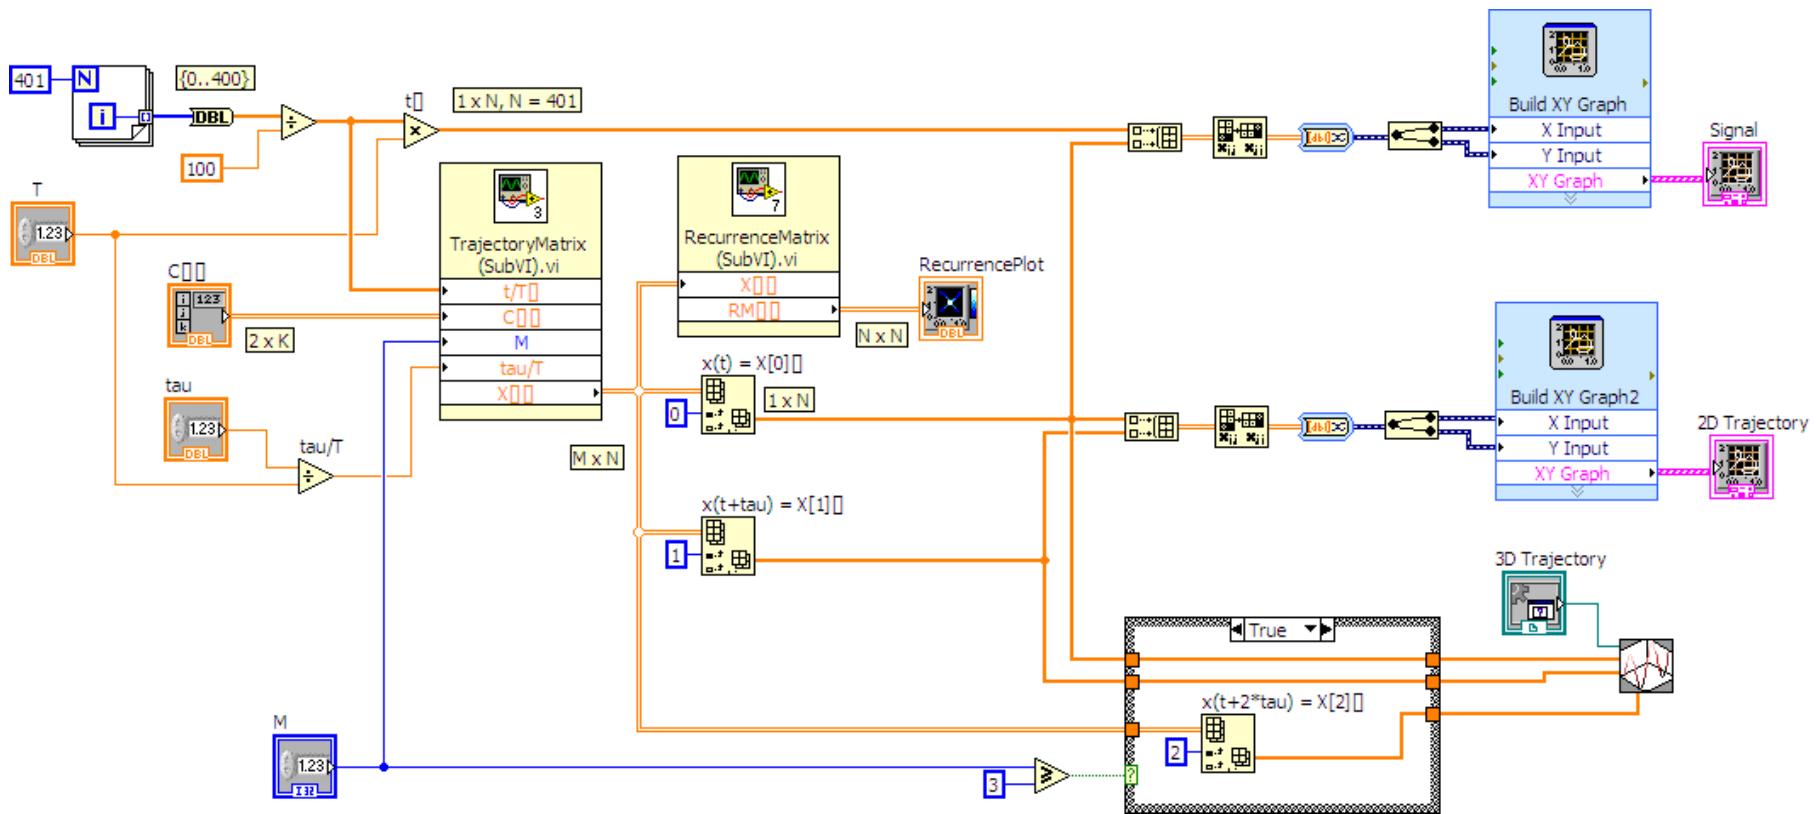 401
N
i
{0..400}
DBL
100
t[]
1 x N, N = 401
T
1.23
DBL
C[][]
123
i
j
k
DBL
2 x K
tau
1.23
DBL
tau/T
3
TrajectoryMatrix
(SubVI).vi
t/T[]
C[][]
M
tau/T
X[][]
M x N
7
RecurrenceMatrix
(SubVI).vi
X[][]
RM[][]
N x N
RecurrencePlot
DBL
x(t) = X[0][]
0
1 x N
x(t+tau) = X[1][]
1
Build XY Graph
X Input
Y Input
XY Graph
Signal
Build XY Graph2
X Input
Y Input
XY Graph
2D Trajectory
3D Trajectory
?
True
x(t+2*tau) = X[2][]
2
?
M
1.23
I32
3
≥